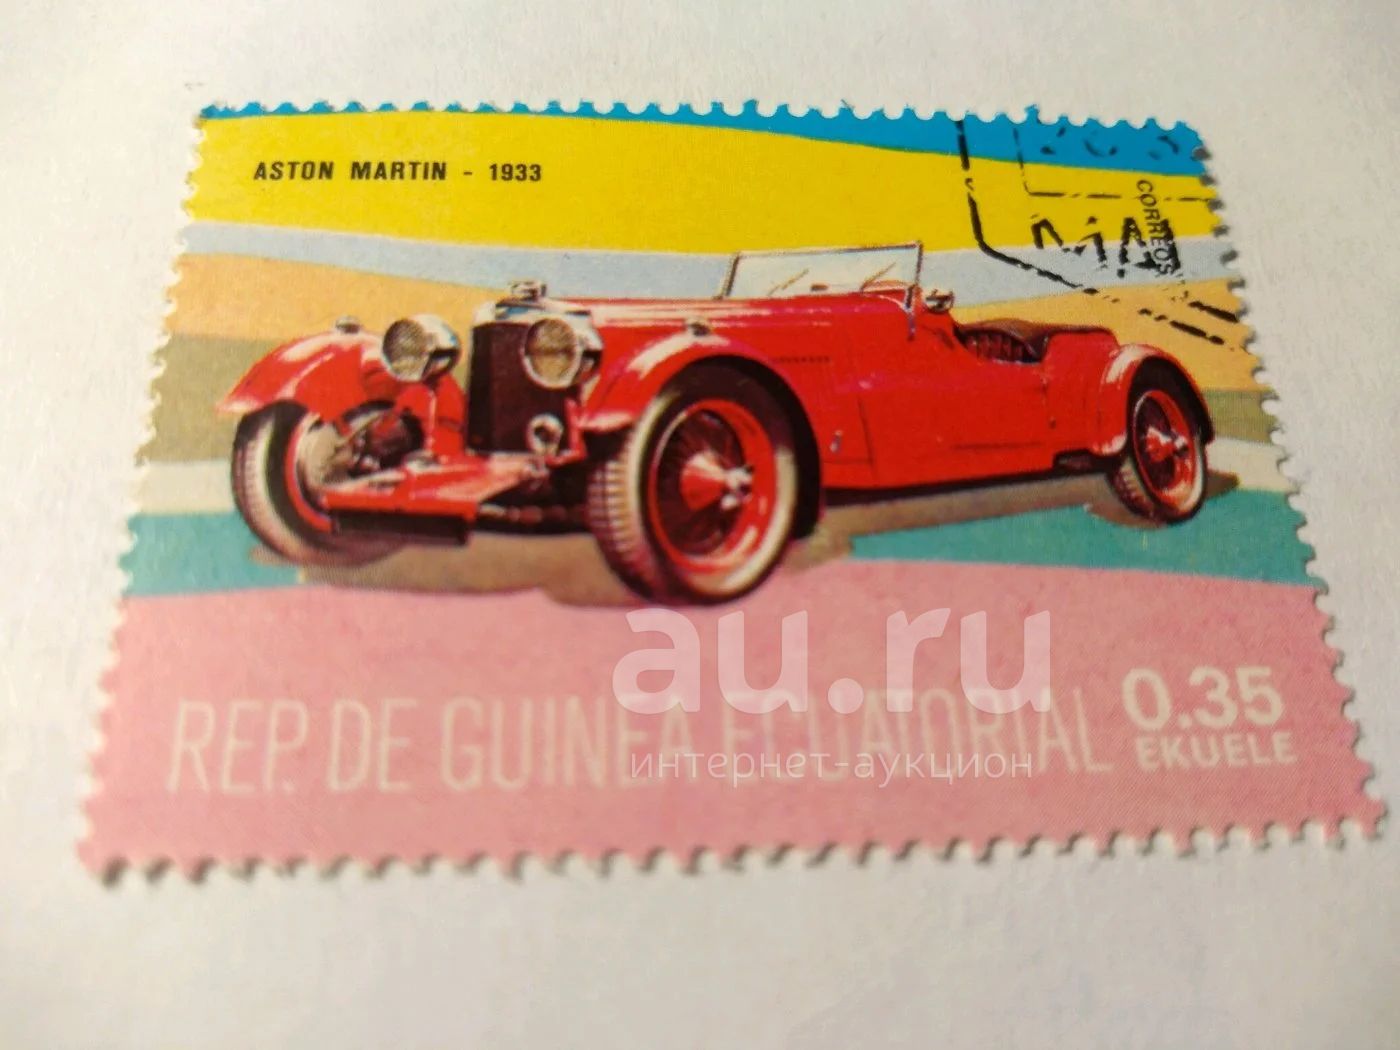 ASTON MARTIN - 1933
CORREOS
REP. DE GUINEA ECUATORIAL
0.35
EKUELE
au.ru
интернет-аукцион